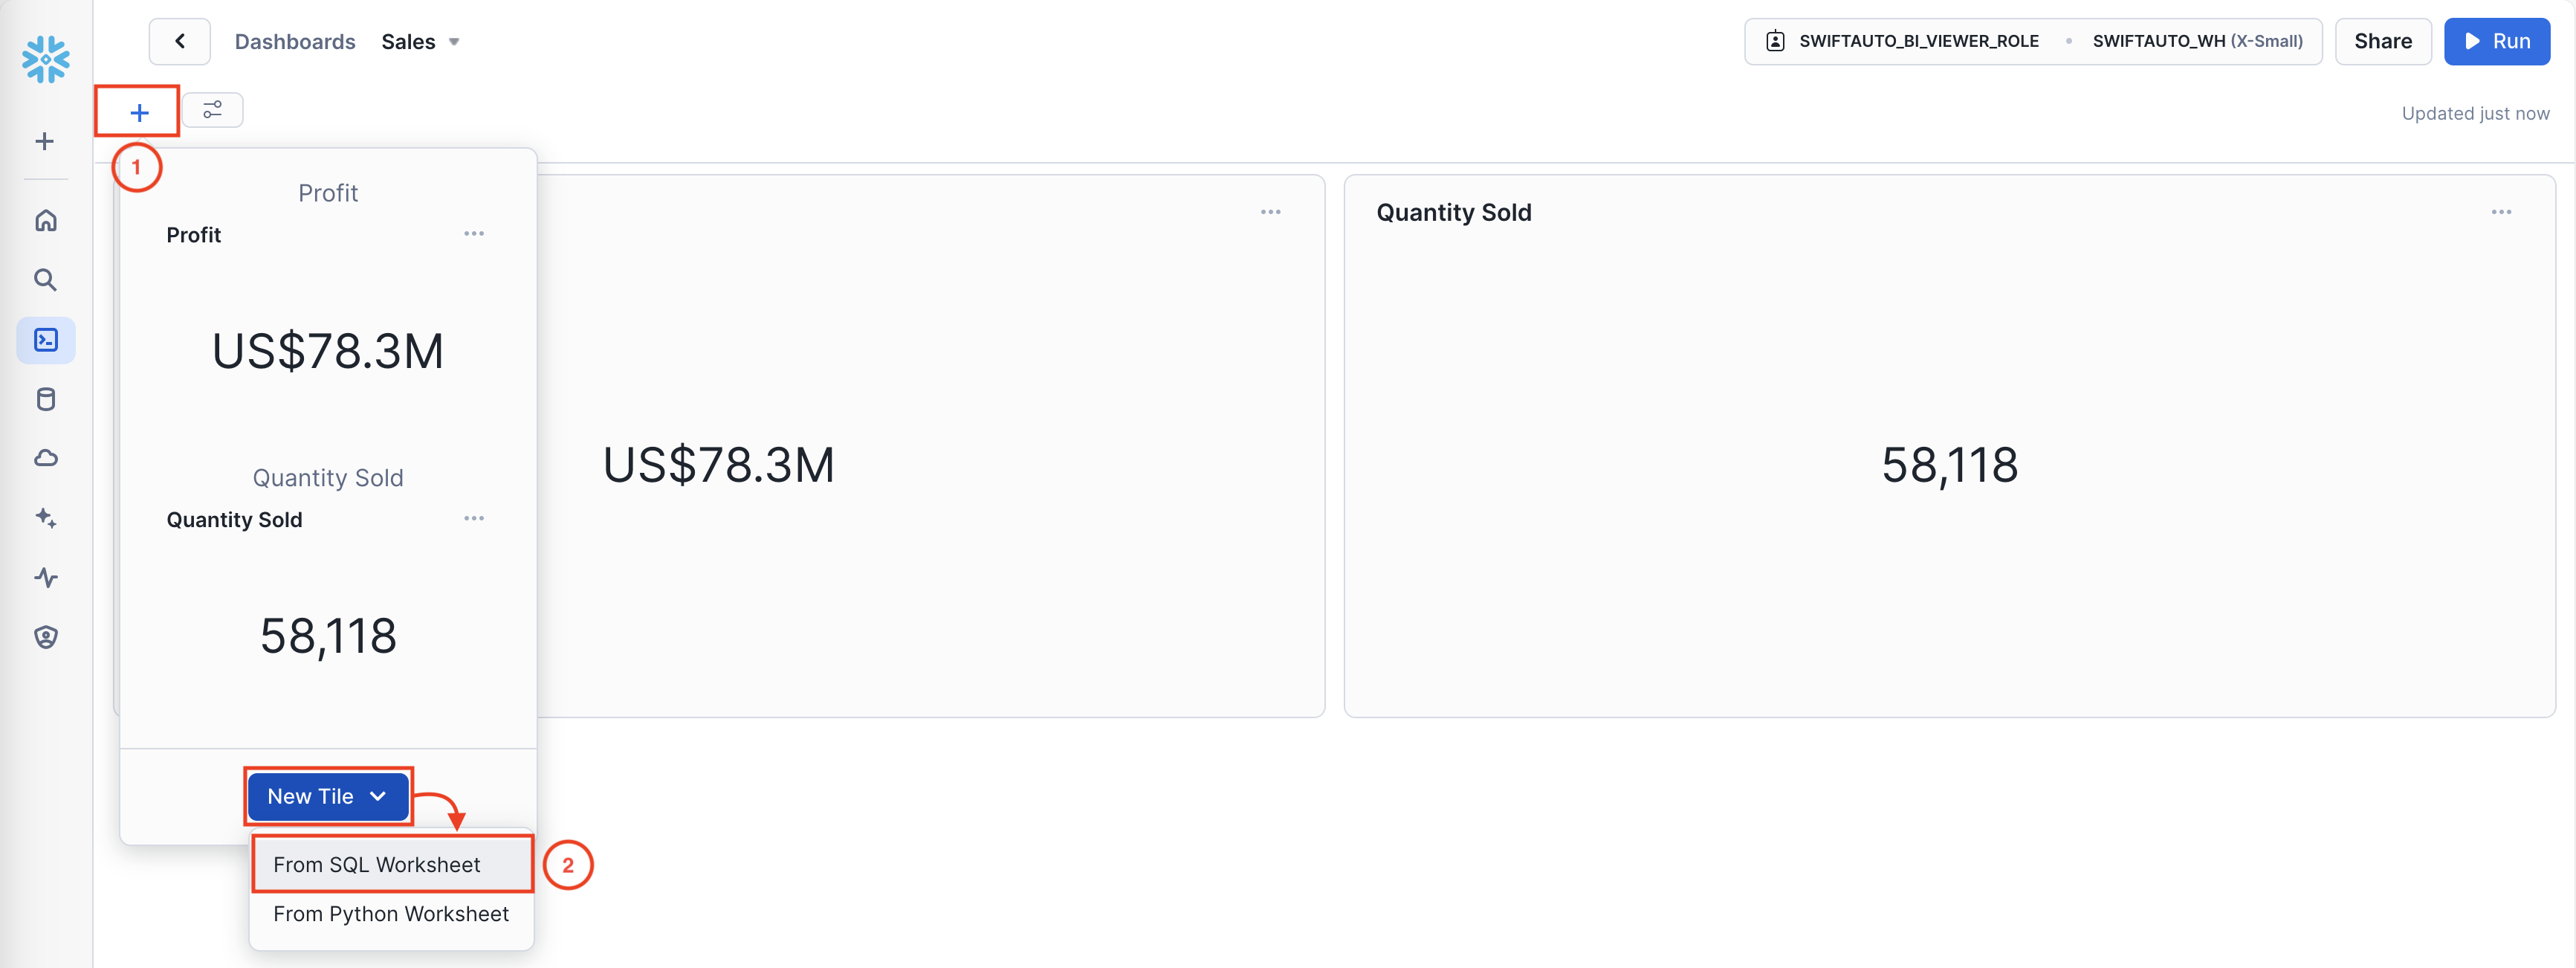 Dashboards Sales
SWIFTAUTO_BI_VIEWER_ROLE • SWIFTAUTO_WH (X-Small)
Share
Run
Updated just now
1
Profit
Profit
US$78.3M
Quantity Sold
Quantity Sold
58,118
New Tile
From SQL Worksheet
2
From Python Worksheet
US$78.3M
Quantity Sold
58,118